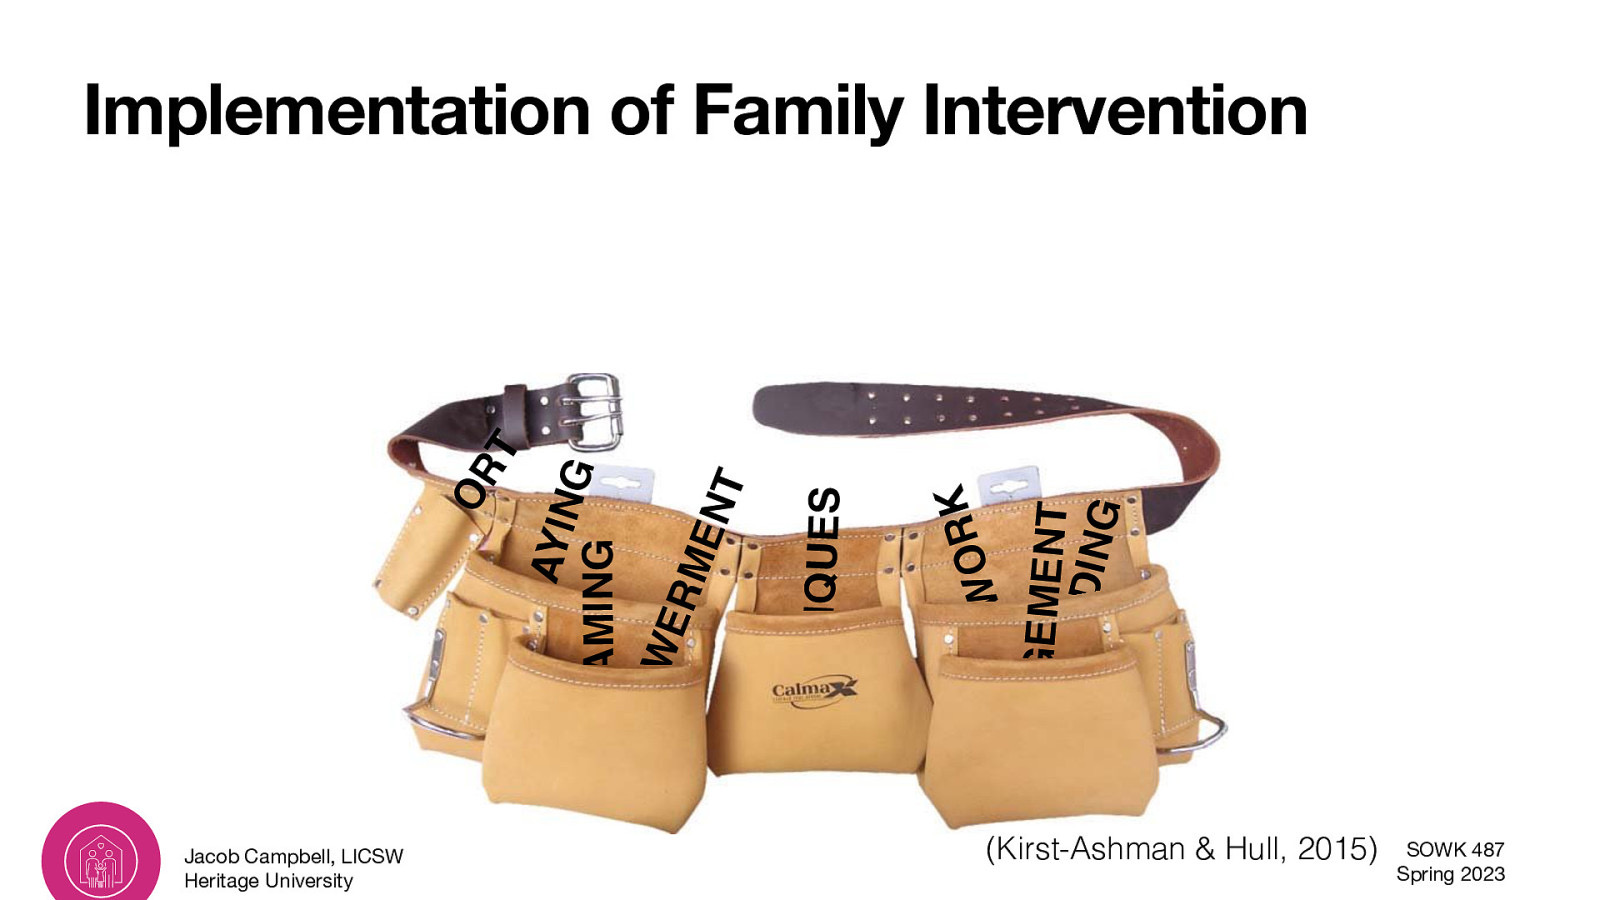 Implementation of Family Intervention
ORT
AYING
AMING
WERMENT
IQUES
WORK
GEMENT
DING
CalmaX
(Kirst-Ashman & Hull, 2015)
Jacob Campbell, LICSW
Heritage University
SOWK 487
Spring 2023